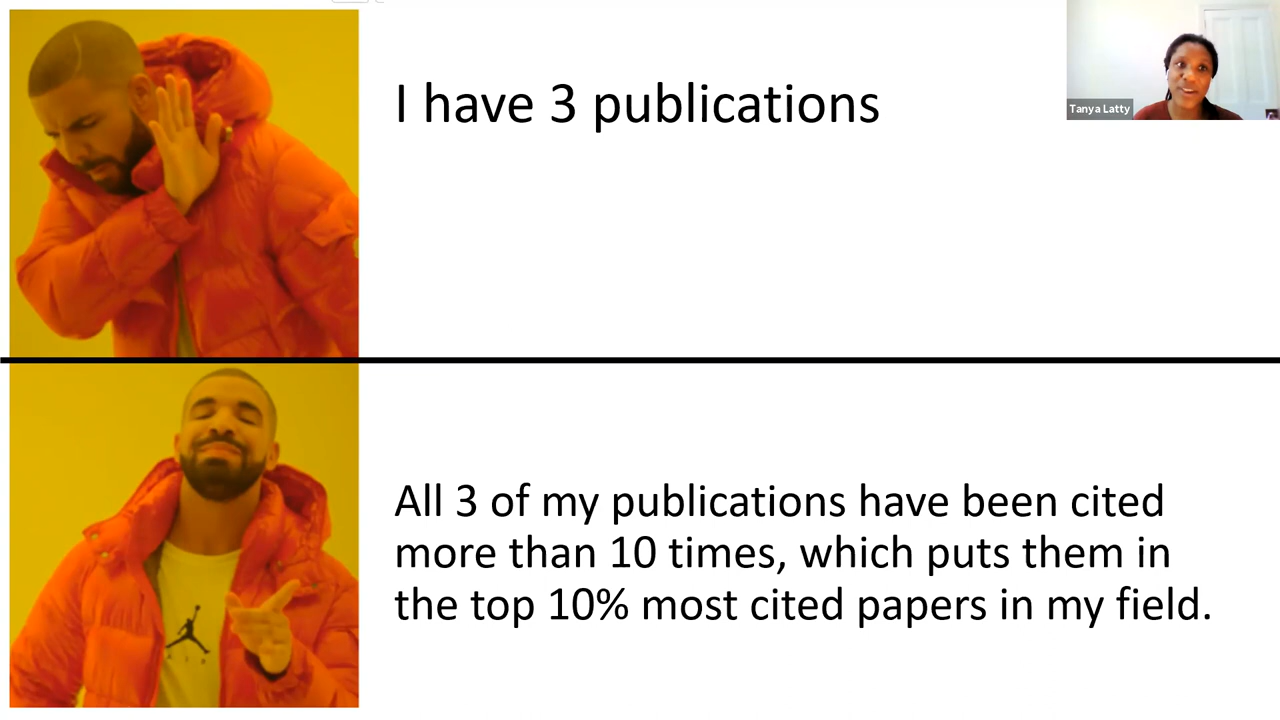 I have 3 publications
Tanya Latty
All 3 of my publications have been cited
more than 10 times, which puts them in
the top 10% most cited papers in my field.